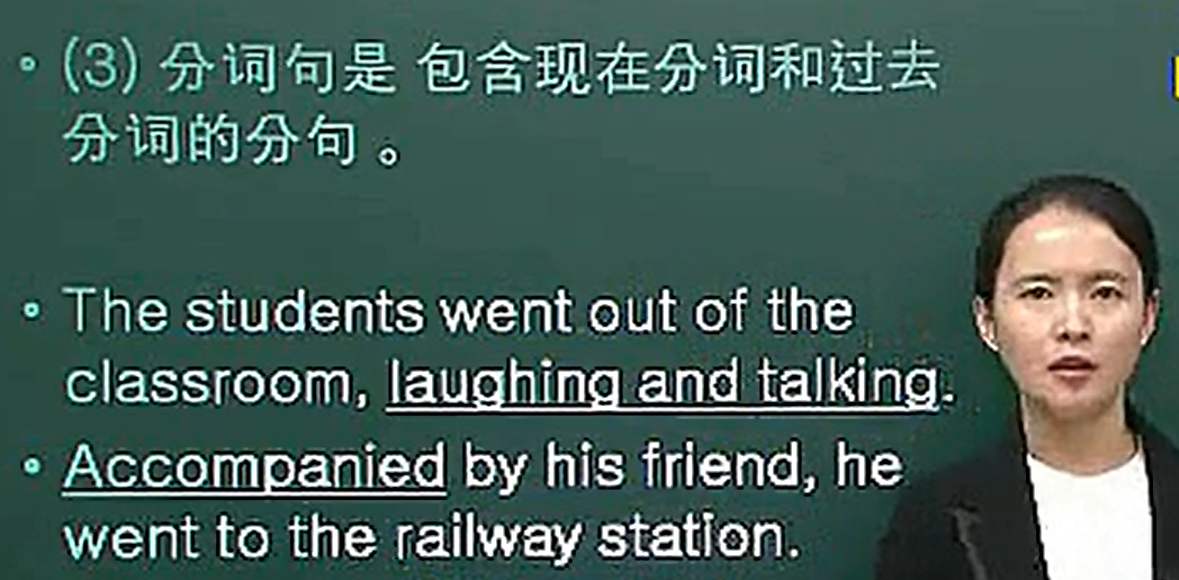 • (3) 分词句是 包含现在分词和过去
分词的分句 。
• The students went out of the
classroom, laughing and talking.
• Accompanied by his friend, he
went to the railway station.